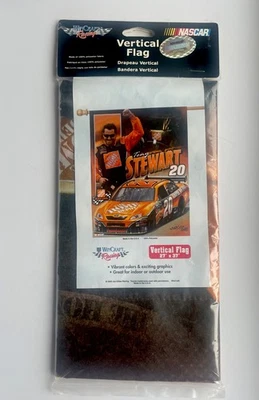 WINCRAFT
Racing
NASCAR
Vertical
Flag
Drapeau Vertical
Bandera Vertical
Tony
STEWART
20
WINCRAFT
Racing
Vertical Flag
27" x 37"
• Vibrant colors & exciting graphics
• Great for indoor or outdoor use